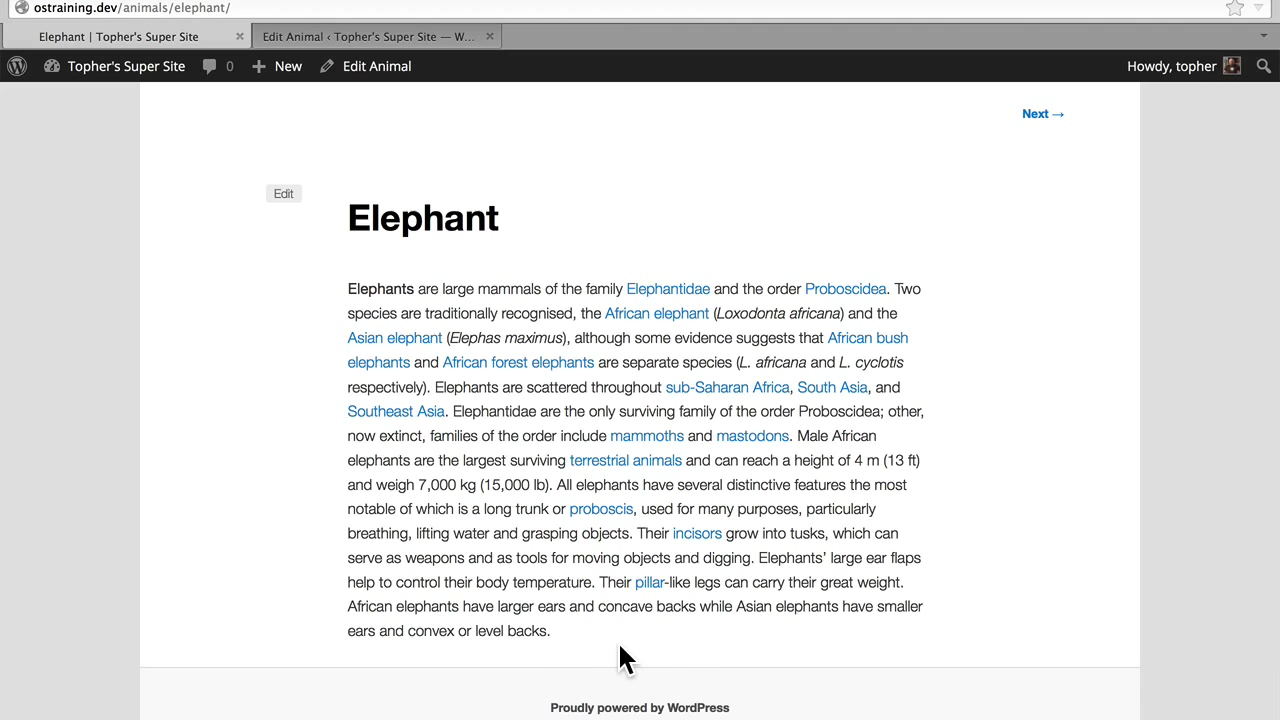 ostraining.dev/animals/elephant/
Elephant | Topher's Super Site × Edit Animal ‹ Topher's Super Site — W... ×
Topher's Super Site 0 + New Edit Animal Howdy, topher
Next →
Edit
Elephant
Elephants are large mammals of the family Elephantidae and the order Proboscidea. Two
species are traditionally recognised, the African elephant (Loxodonta africana) and the
Asian elephant (Elephas maximus), although some evidence suggests that African bush
elephants and African forest elephants are separate species (L. africana and L. cyclotis
respectively). Elephants are scattered throughout sub-Saharan Africa, South Asia, and
Southeast Asia. Elephantidae are the only surviving family of the order Proboscidea; other,
now extinct, families of the order include mammoths and mastodons. Male African
elephants are the largest surviving terrestrial animals and can reach a height of 4 m (13 ft)
and weigh 7,000 kg (15,000 lb). All elephants have several distinctive features the most
notable of which is a long trunk or proboscis, used for many purposes, particularly
breathing, lifting water and grasping objects. Their incisors grow into tusks, which can
serve as weapons and as tools for moving objects and digging. Elephants’ large ear flaps
help to control their body temperature. Their pillar-like legs can carry their great weight.
African elephants have larger ears and concave backs while Asian elephants have smaller
ears and convex or level backs.
Proudly powered by WordPress